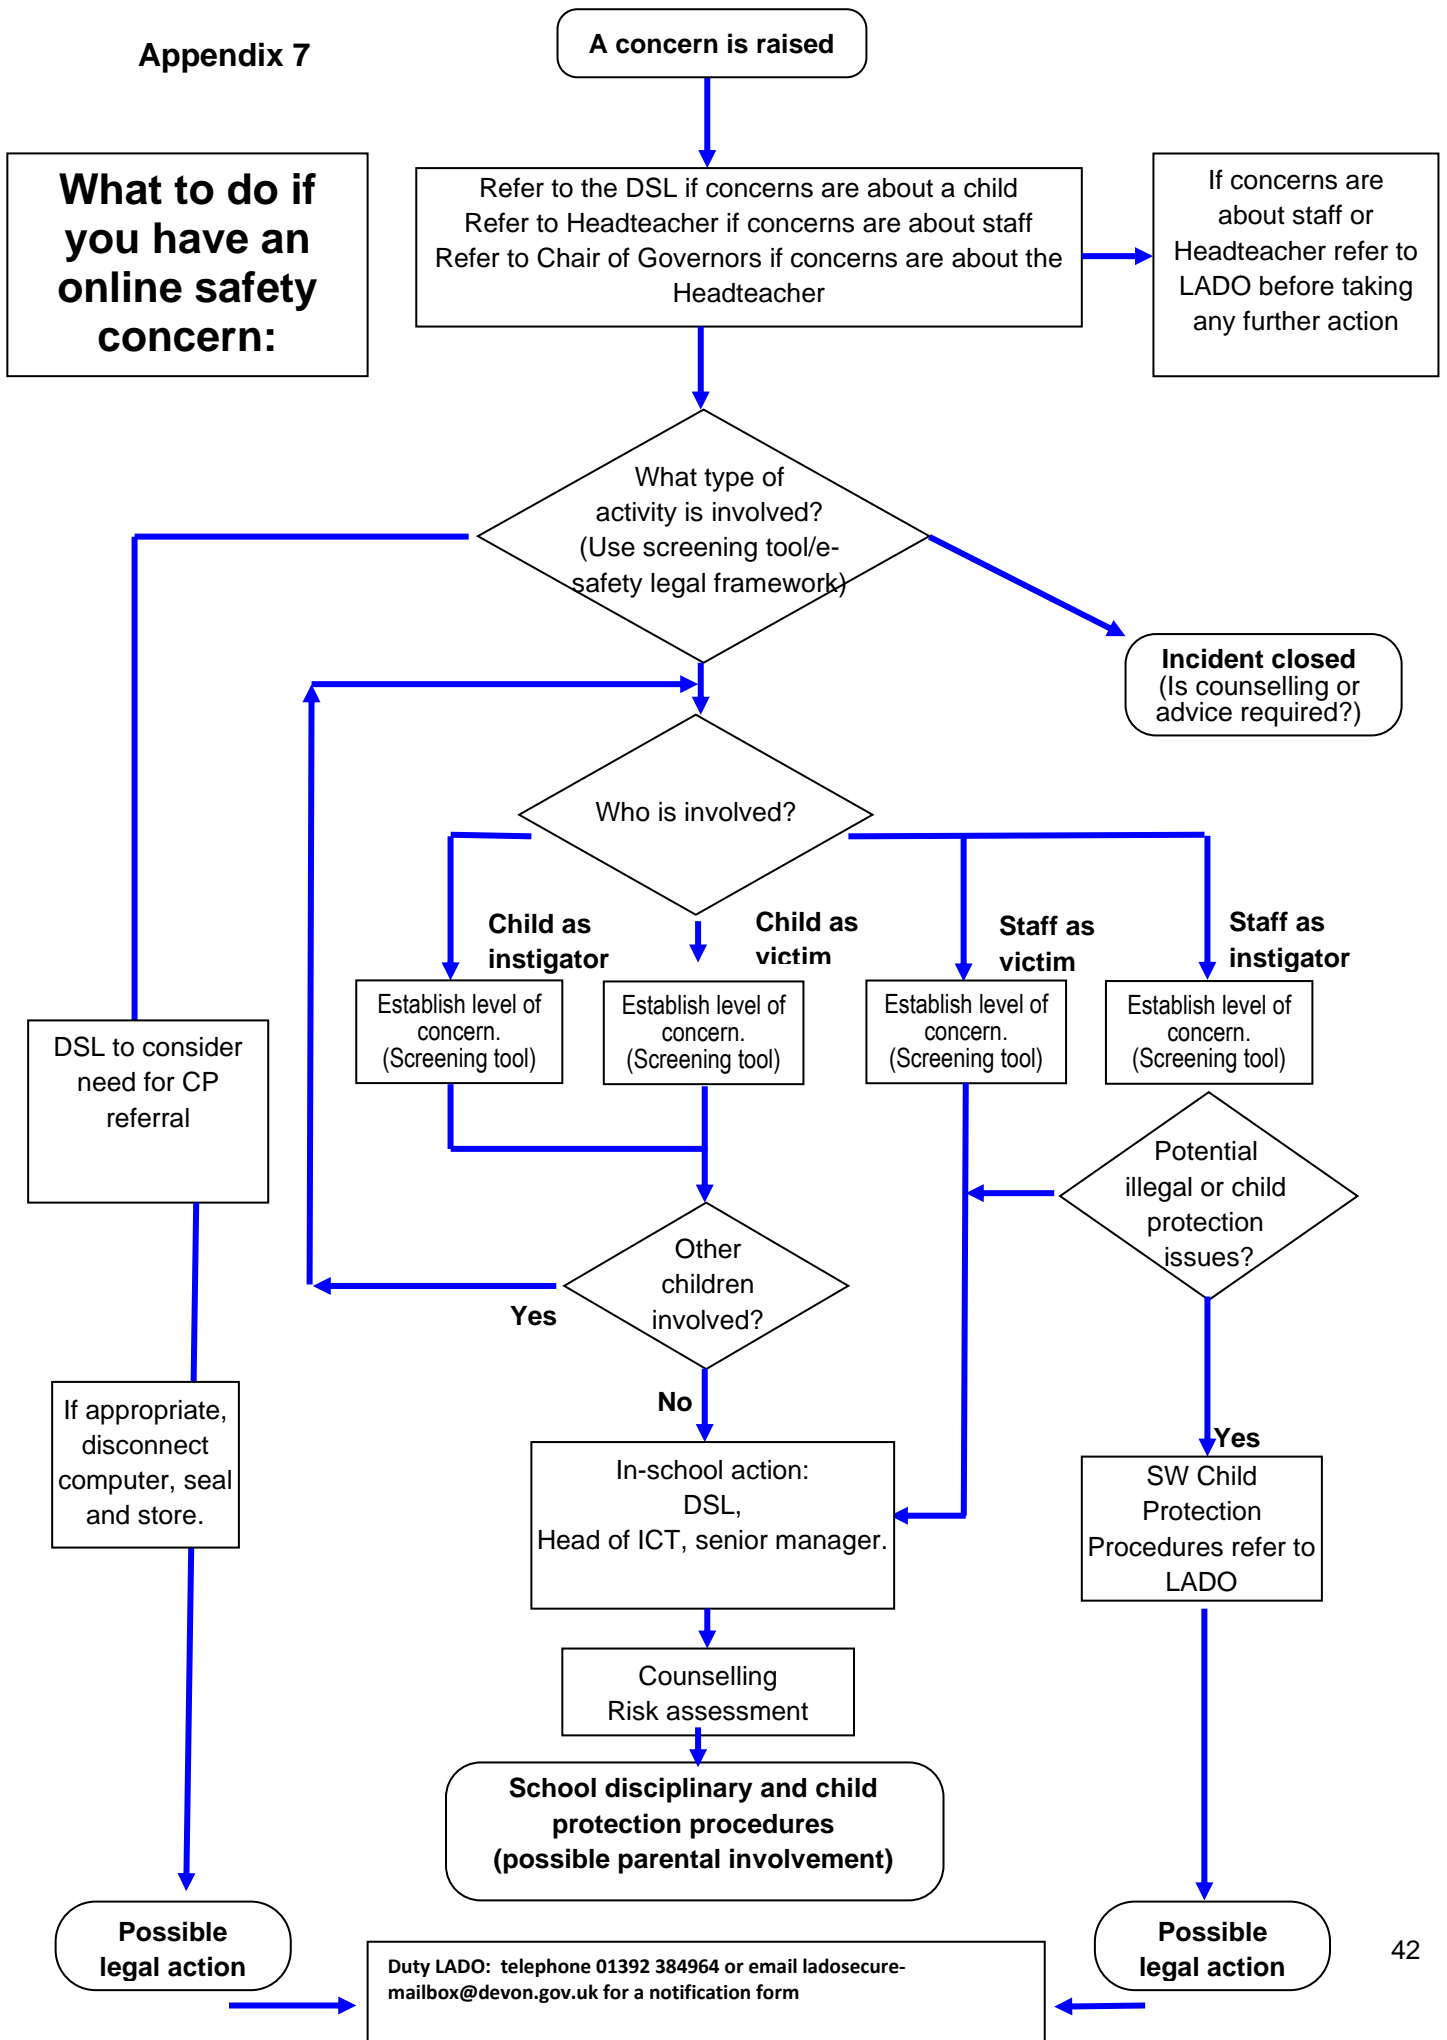 Appendix 7
A concern is raised
What to do if
you have an
online safety
concern:
Refer to the DSL if concerns are about a child
Refer to Headteacher if concerns are about staff
Refer to Chair of Governors if concerns are about the
Headteacher
If concerns are
about staff or
Headteacher refer to
LADO before taking
any further action
What type of
activity is involved?
(Use screening tool/e-
safety legal framework)
Incident closed
(Is counselling or
advice required?)
Who is involved?
Child as
instigator
Child as
victim
Staff as
victim
Staff as
instigator
Establish level of
concern.
(Screening tool)
Establish level of
concern.
(Screening tool)
Establish level of
concern.
(Screening tool)
Establish level of
concern.
(Screening tool)
DSL to consider
need for CP
referral
Potential
illegal or child
protection
issues?
Other
children
involved?
Yes
No
Yes
If appropriate,
disconnect
computer, seal
and store.
In-school action:
DSL,
Head of ICT, senior manager.
SW Child
Protection
Procedures refer to
LADO
Counselling
Risk assessment
School disciplinary and child
protection procedures
(possible parental involvement)
Possible
legal action
Possible
legal action
Duty LADO: telephone 01392 384964 or email ladosecure-
mailbox@devon.gov.uk for a notification form
42